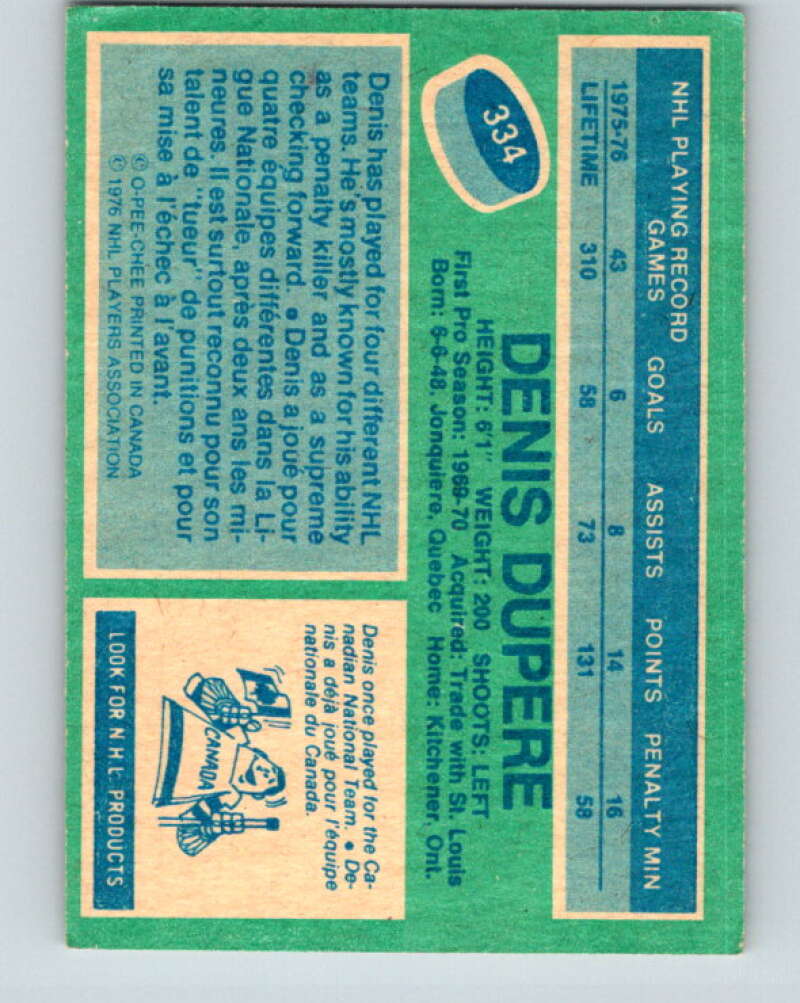 NHL PLAYING RECORD
GAMES GOALS ASSISTS POINTS PENALTY MIN
1975-76 43 6 8 14 16
LIFETIME 310 58 73 131 58
334
DENIS DUPERE
HEIGHT: 6'1" WEIGHT: 200 SHOOTS: LEFT
First Pro Season: 1969-70 Acquired: Trade with St. Louis
Born: 6-6-48, Jonquiere, Quebec Home: Kitchener, Ont.
Denis has played for four different NHL
teams. He's mostly known for his ability
as a penalty killer and as a supreme
checking forward. • Denis a joué pour
quatre équipes différentes dans la Li-
gue Nationale, après deux ans les mi-
neures. Il est surtout reconnu pour son
talent de "tueur" de punitions et pour
sa mise à l'échec à l'avant.
© O-PEE-CHEE PRINTED IN CANADA
© 1976 NHL PLAYERS ASSOCIATION
Denis once played for the Ca-
nadian National Team. • De-
nis a déjà joué pour l'équipe
nationale du Canada.
CANADA
LOOK FOR N.H.L. PRODUCTS